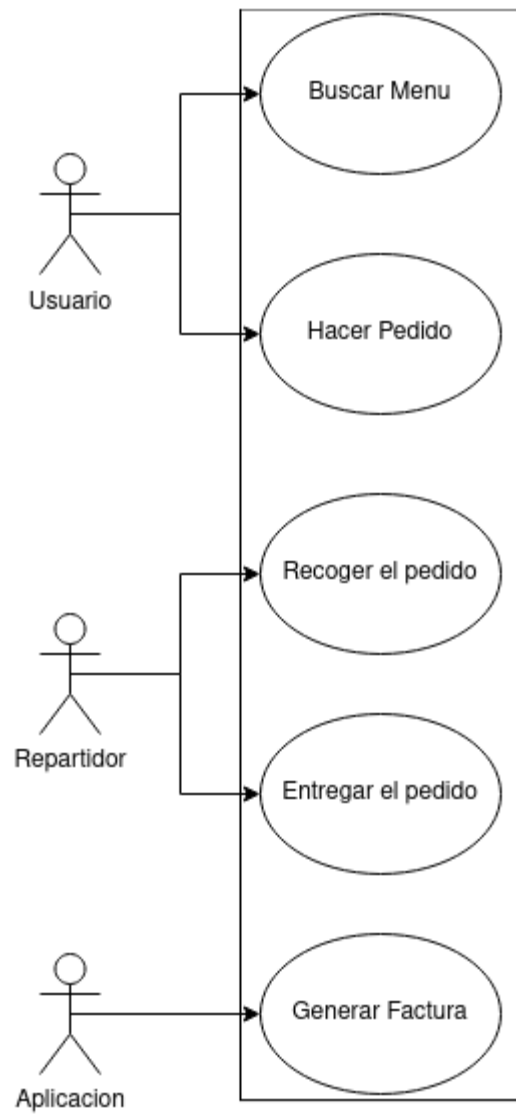 Buscar Menu
Usuario
Hacer Pedido
Recoger el pedido
Repartidor
Entregar el pedido
Generar Factura
Aplicacion